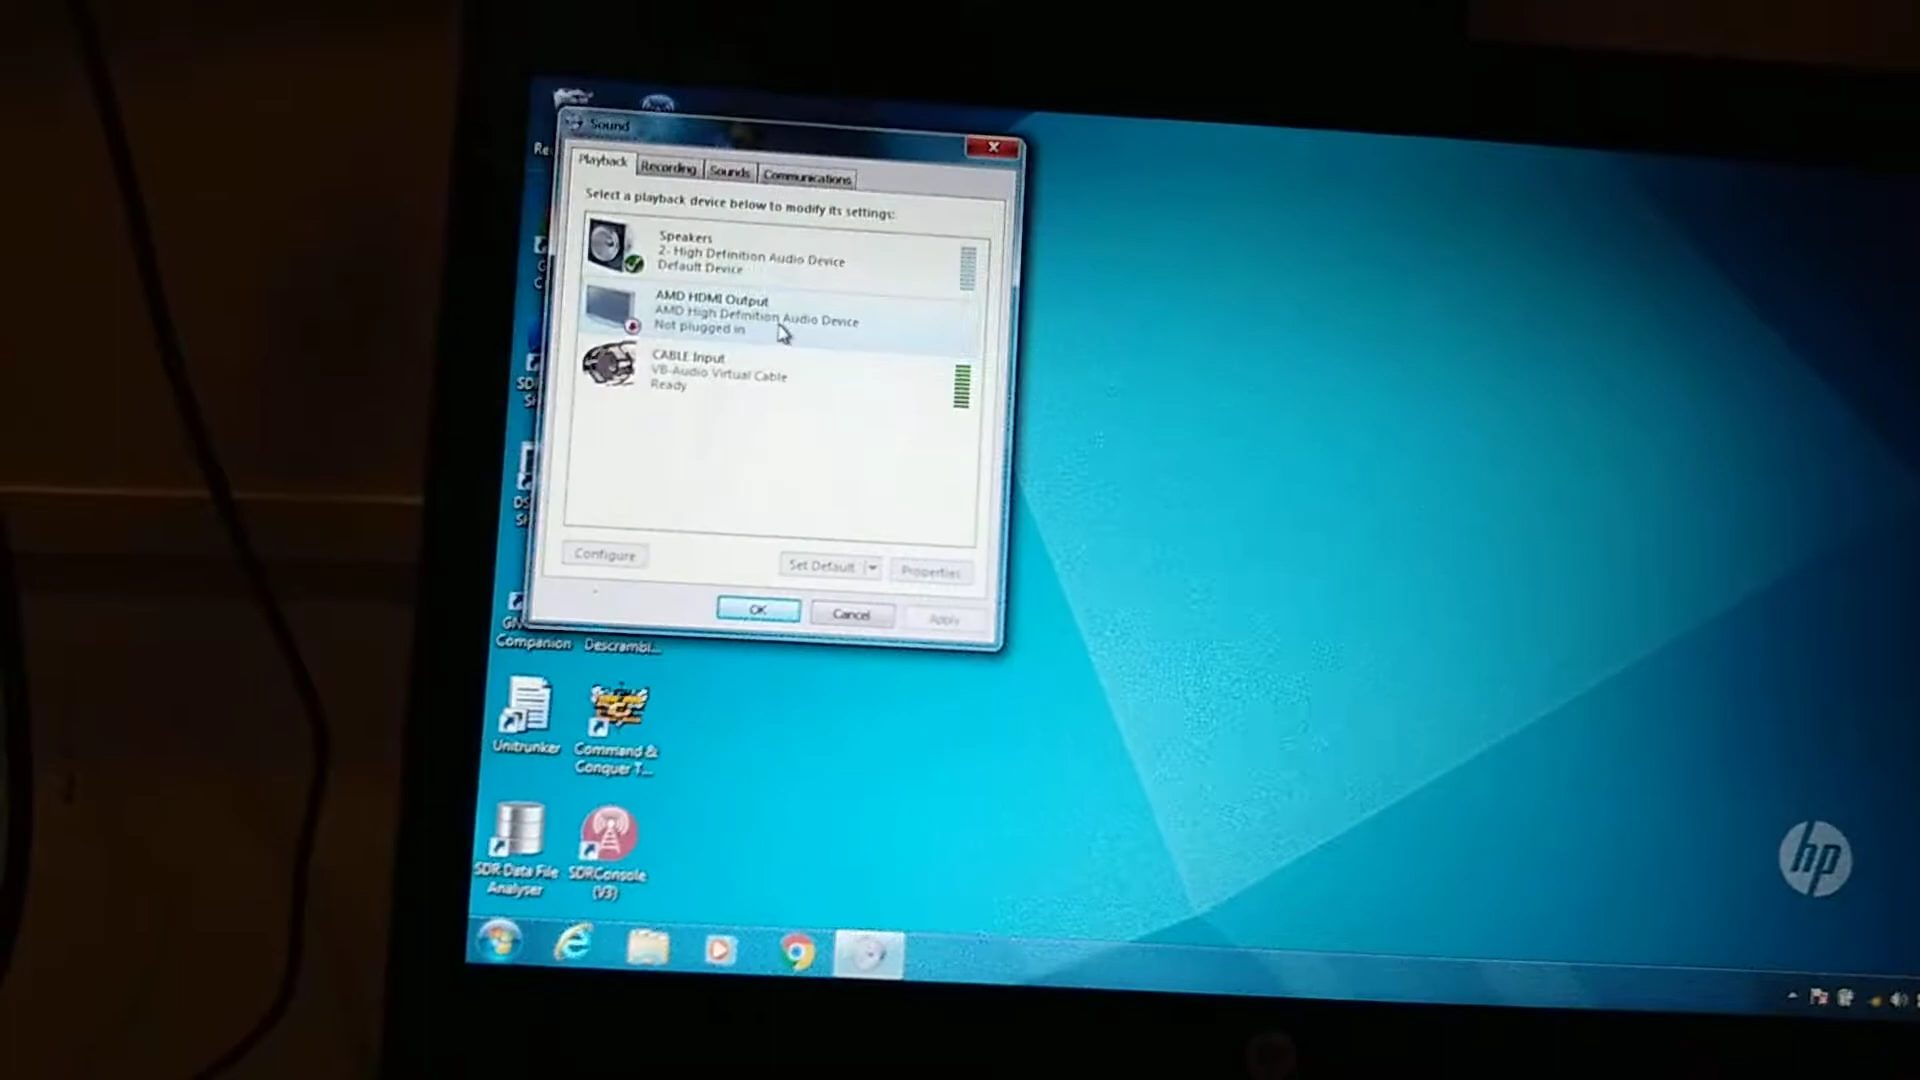 Sound
Playback Recording Sounds Communications
Select a playback device below to modify its settings:
Speakers
2- High Definition Audio Device
Default Device
AMD HDMI Output
AMD High Definition Audio Device
Not plugged in
CABLE Input
VB-Audio Virtual Cable
Ready
Configure
Set Default
Properties
OK
Cancel
Apply
Companion
Descrambl...
Unitrunker
Command &
Conquer T...
SDR Data File
Analyser
SDRConsole
(V3)
hp